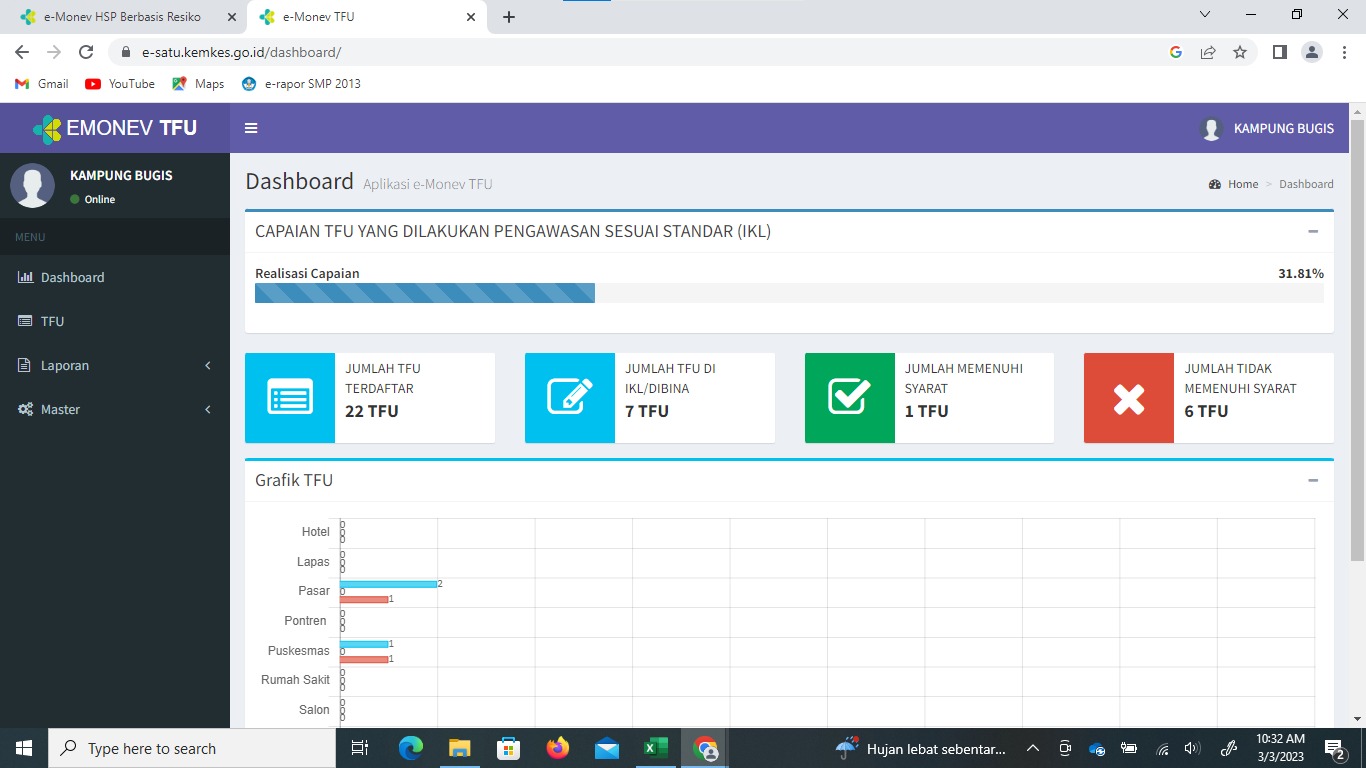 e-Monev HSP Berbasis Resiko
e-Monev TFU
e-satu.kemkes.go.id/dashboard/
Gmail
YouTube
Maps
e-rapor SMP 2013
EMONEV TFU
KAMPUNG BUGIS
KAMPUNG BUGIS
Online
MENU
Dashboard
TFU
Laporan
Master
Dashboard Aplikasi e-Monev TFU
Home > Dashboard
CAPAIAN TFU YANG DILAKUKAN PENGAWASAN SESUAI STANDAR (IKL)
Realisasi Capaian
31.81%
JUMLAH TFU
TERDAFTAR
22 TFU
JUMLAH TFU DI
IKL/DIBINA
7 TFU
JUMLAH MEMENUHI
SYARAT
1 TFU
JUMLAH TIDAK
MEMENUHI SYARAT
6 TFU
Grafik TFU
Hotel
0
0
0
Lapas
0
0
0
Pasar
2
0
1
Pontren
0
0
0
Puskesmas
1
0
1
Rumah Sakit
0
0
0
Salon
0
0
0
Type here to search
Hujan lebat sebentar...
10:32 AM
3/3/2023
2